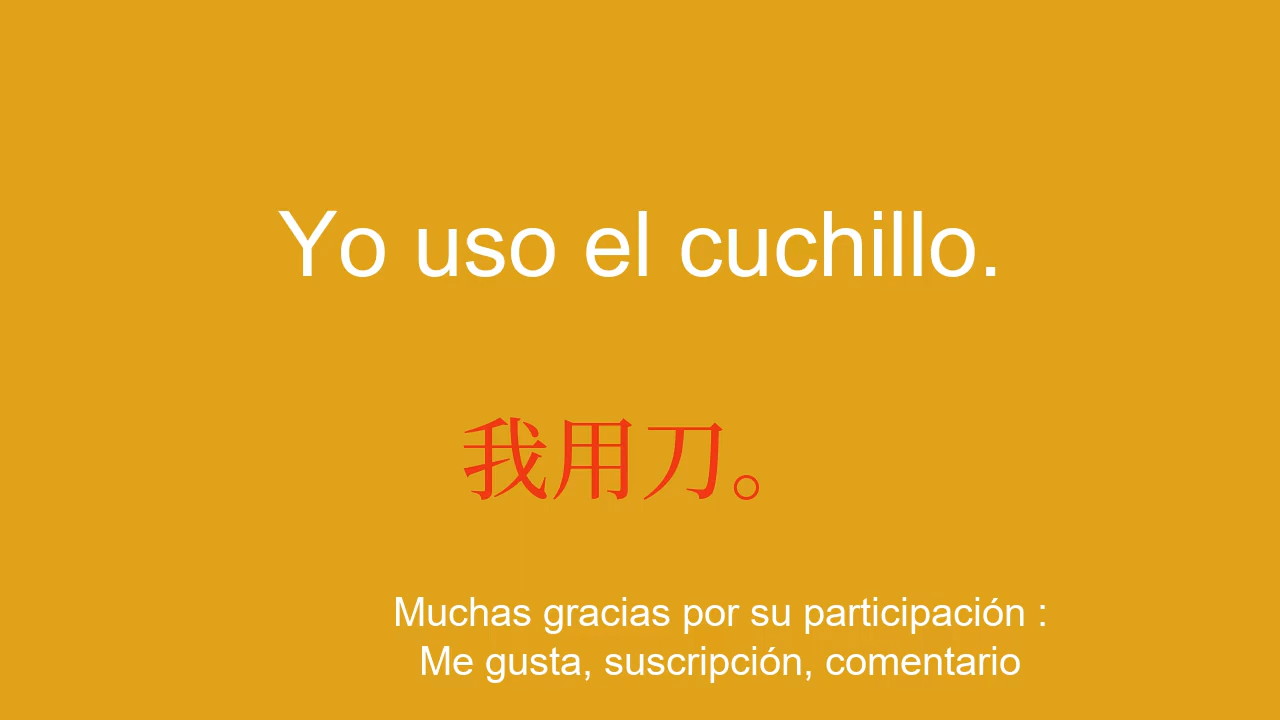 Yo uso el cuchillo.
我用刀。
Muchas gracias por su participación :
Me gusta, suscripción, comentario